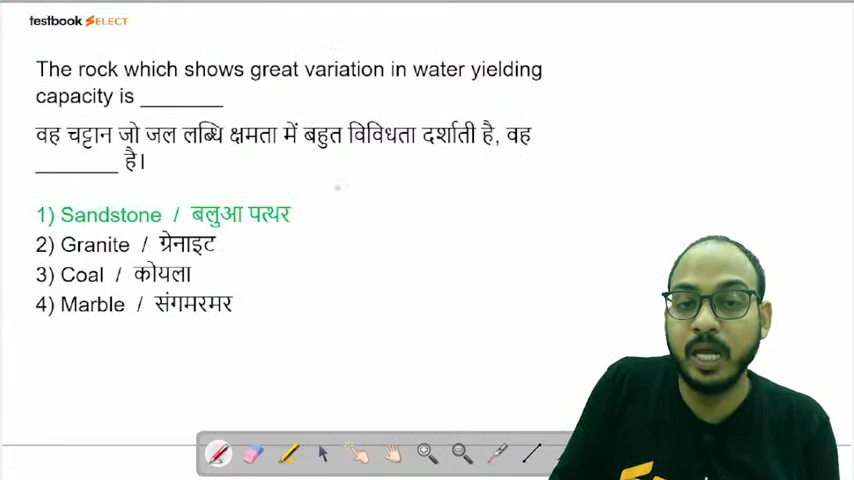 testbook SELECT
The rock which shows great variation in water yielding
capacity is ________
वह चट्टान जो जल लब्धि क्षमता में बहुत विविधता दर्शाती है, वह
________ है।
1) Sandstone / बलुआ पत्थर
2) Granite / ग्रेनाइट
3) Coal / कोयला
4) Marble / संगमरमर